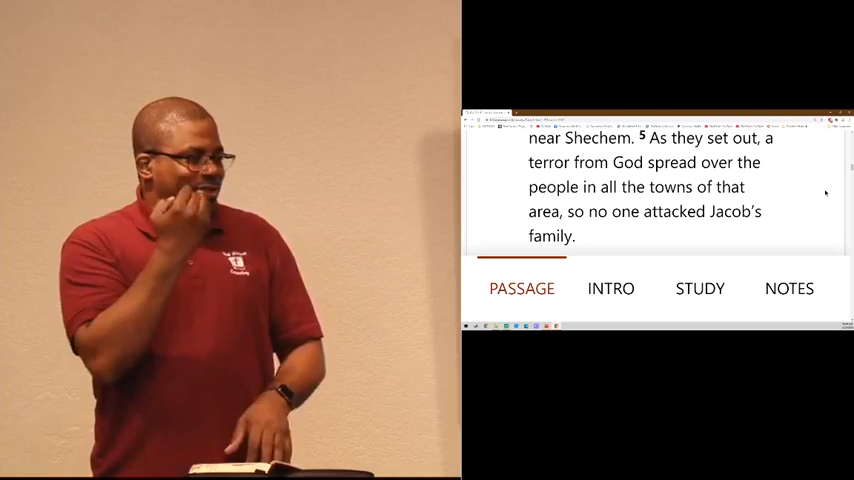 near Shechem. 5 As they set out, a
terror from God spread over the
people in all the towns of that
area, so no one attacked Jacob's
family.
PASSAGE INTRO STUDY NOTES